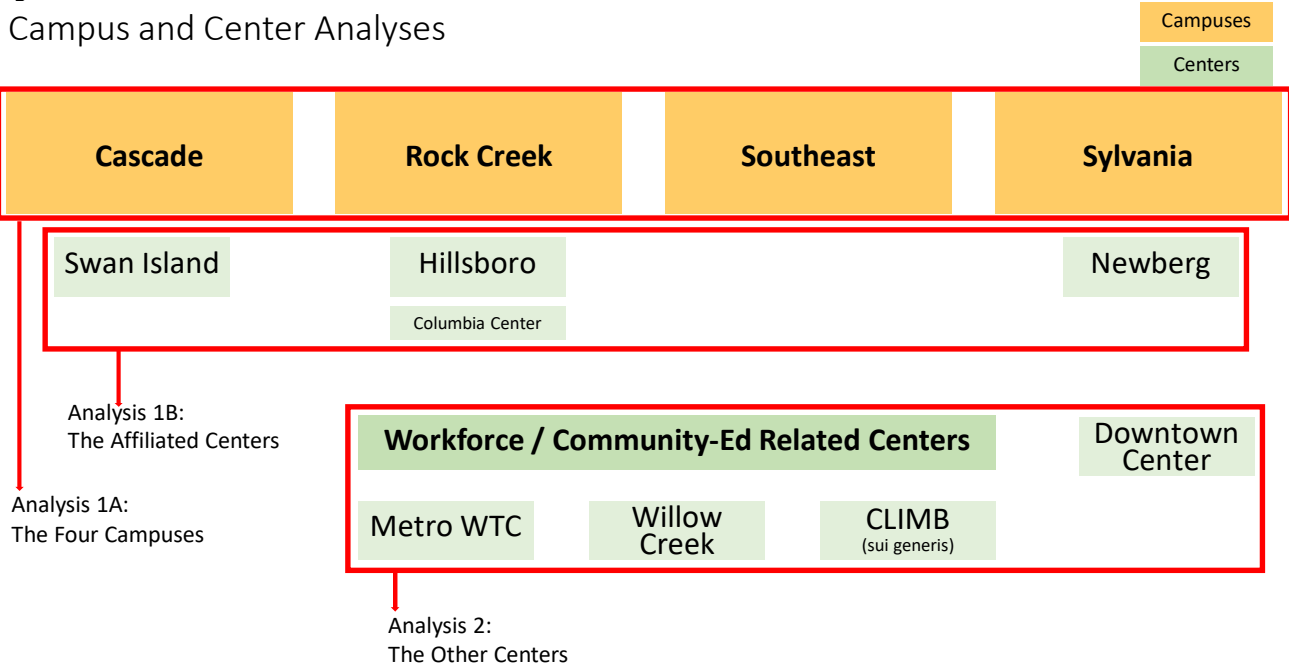 Campus and Center Analyses
Campuses
Centers
Cascade
Rock Creek
Southeast
Sylvania
Swan Island
Hillsboro
Newberg
Columbia Center
Analysis 1B:
The Affiliated Centers
Workforce / Community-Ed Related Centers
Downtown
Center
Analysis 1A:
The Four Campuses
Metro WTC
Willow
Creek
CLIMB
(sui generis)
Analysis 2:
The Other Centers